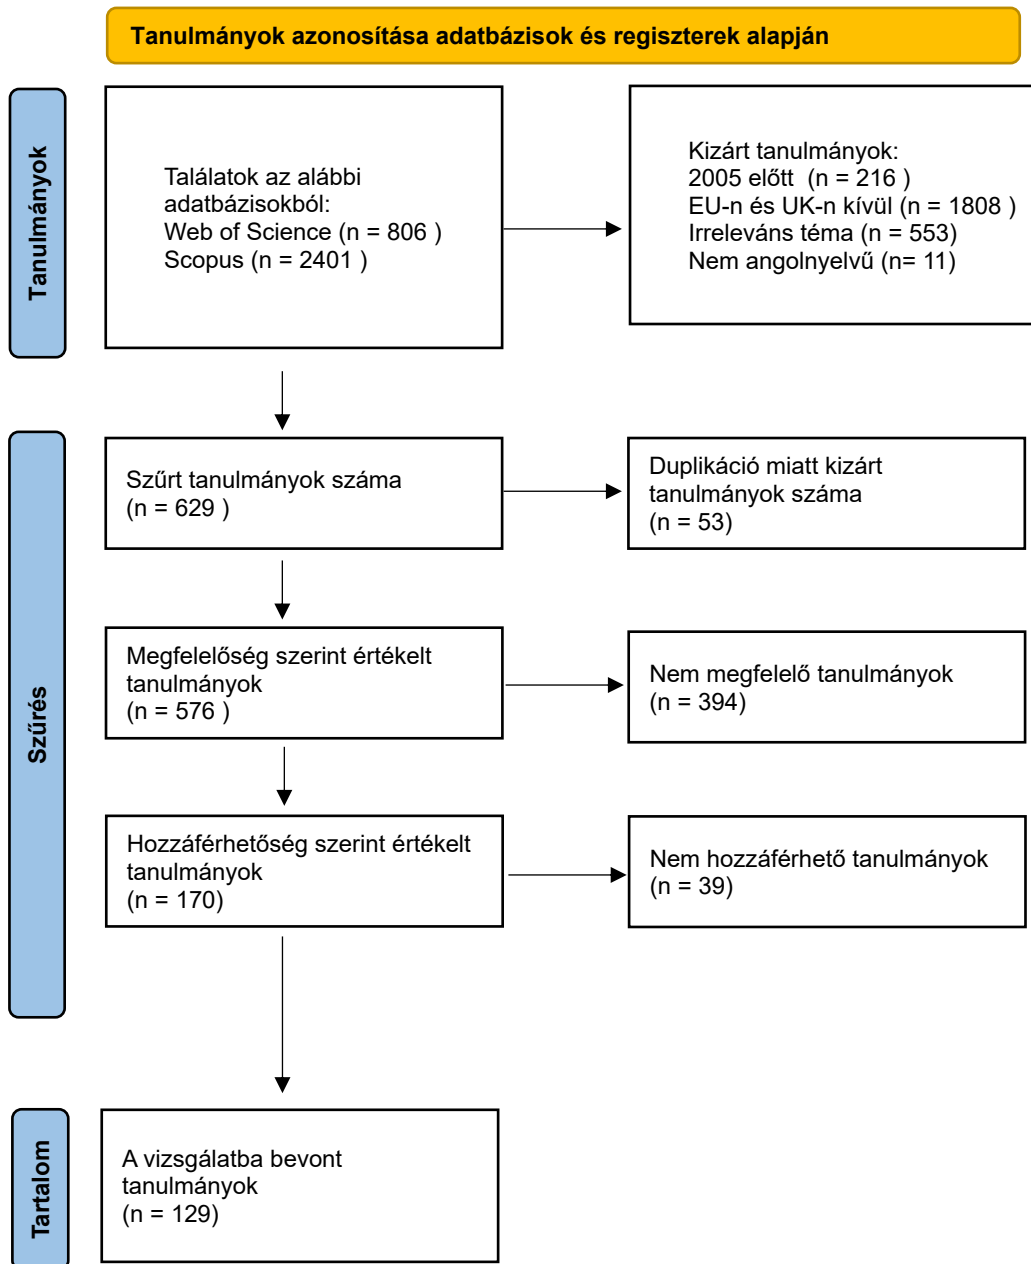 Tanulmányok azonosítása adatbázisok és regiszterek alapján
Tanulmányok
Találatok az alábbi
adatbázisokból:
Web of Science (n = 806 )
Scopus (n = 2401 )
Kizárt tanulmányok:
2005 előtt  (n = 216 )
EU-n és UK-n kívül (n = 1808 )
Irreleváns téma (n = 553)
Nem angolnyelvű (n= 11)
Szűrés
Szűrt tanulmányok száma
(n = 629 )
Duplikáció miatt kizárt
tanulmányok száma
(n = 53)
Megfelelőség szerint értékelt
tanulmányok
(n = 576 )
Nem megfelelő tanulmányok
(n = 394)
Hozzáférhetőség szerint értékelt
tanulmányok
(n = 170)
Nem hozzáférhető tanulmányok
(n = 39)
Tartalom
A vizsgálatba bevont
tanulmányok
(n = 129)